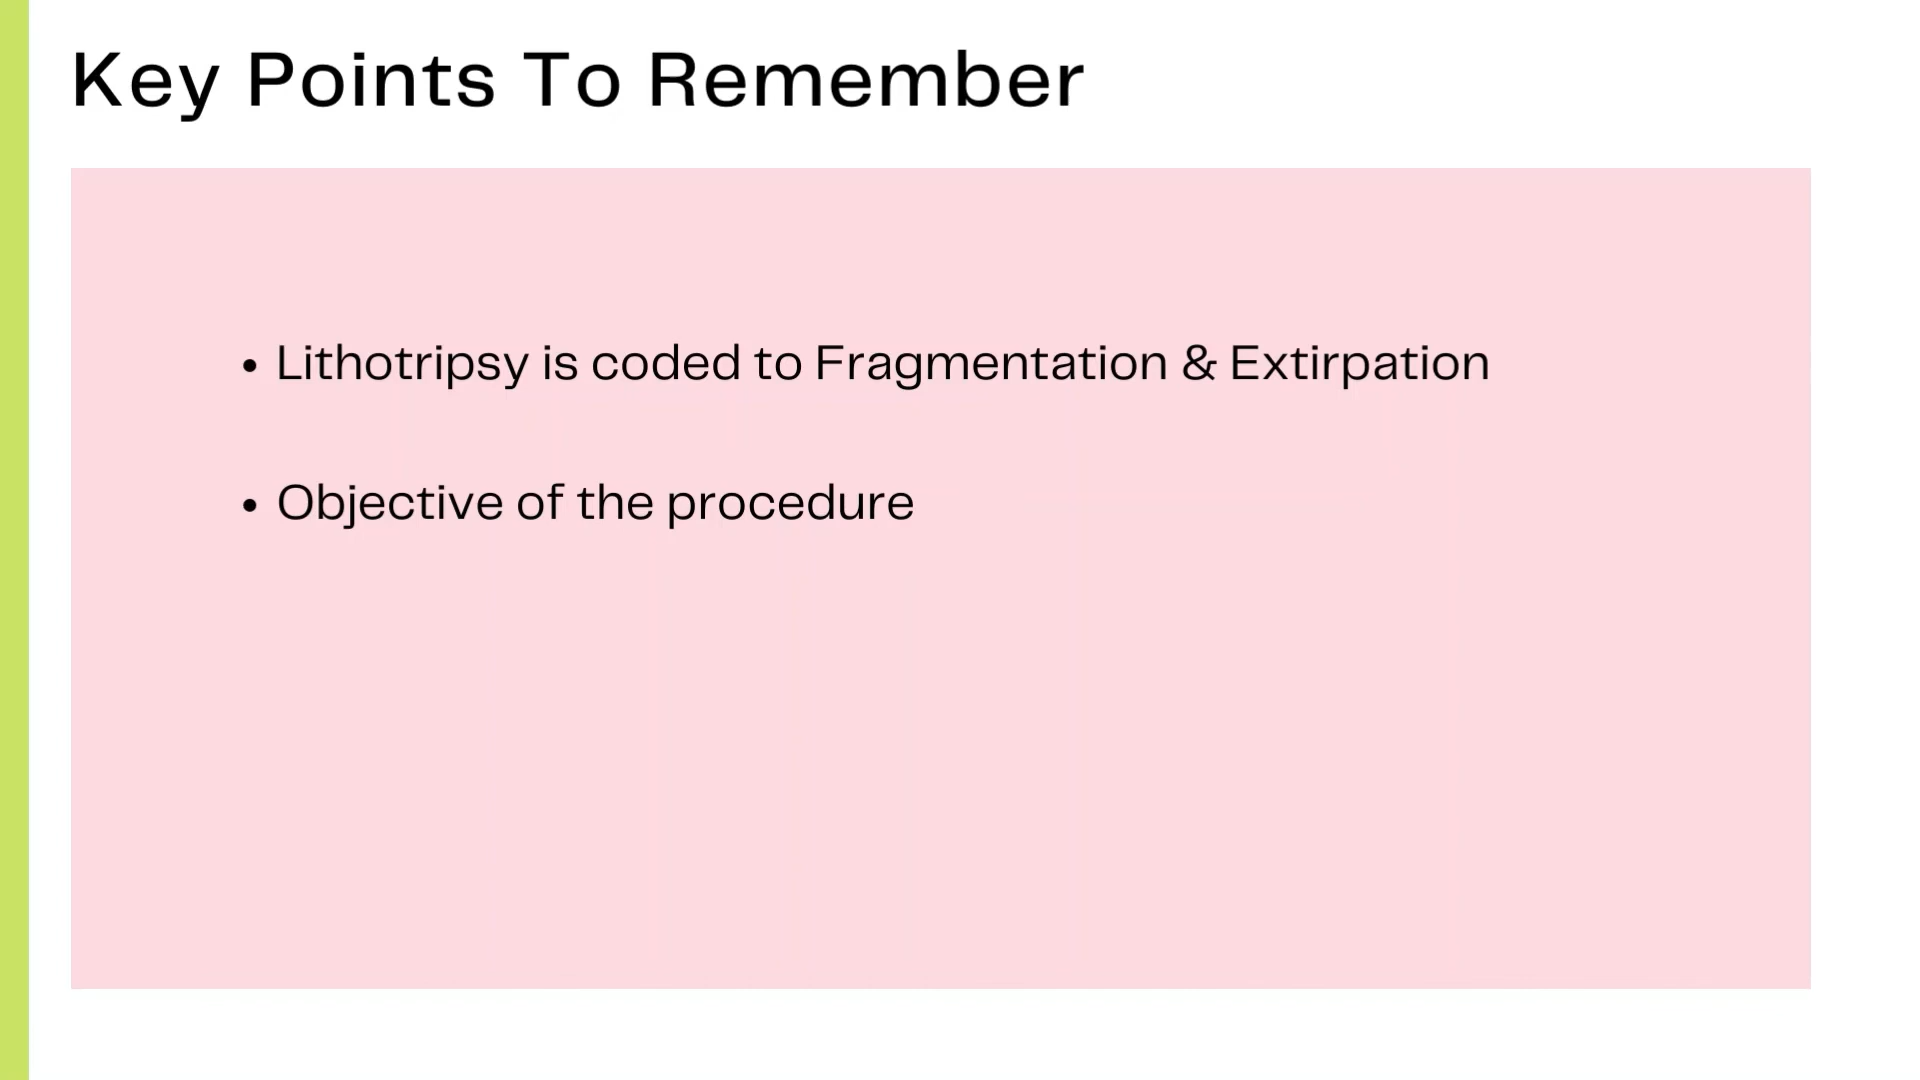 Key Points To Remember
• Lithotripsy is coded to Fragmentation & Extirpation
• Objective of the procedure